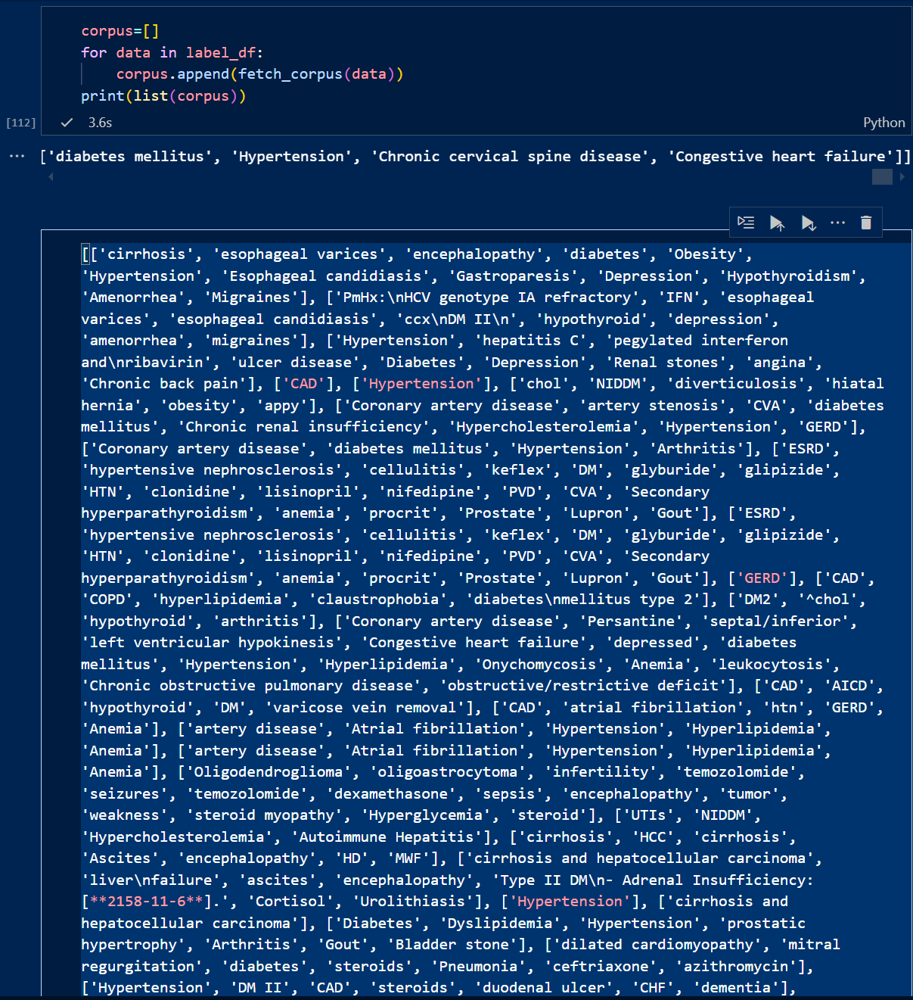 corpus=[]
for data in label_df:
    corpus.append(fetch_corpus(data))
print(list(corpus))
[112]
3.6s
Python
['diabetes mellitus', 'Hypertension', 'Chronic cervical spine disease', 'Congestive heart failure']]
[['cirrhosis', 'esophageal varices', 'encephalopathy', 'diabetes', 'Obesity',
'Hypertension', 'Esophageal candidiasis', 'Gastroparesis', 'Depression', 'Hypothyroidism',
'Amenorrhea', 'Migraines'], ['PmHx:\nHCV genotype IA refractory', 'IFN', 'esophageal
varices', 'esophageal candidiasis', 'ccx\nDM II\n', 'hypothyroid', 'depression',
'amenorrhea', 'migraines'], ['Hypertension', 'hepatitis C', 'pegylated interferon
and\nribavirin', 'ulcer disease', 'Diabetes', 'Depression', 'Renal stones', 'angina',
'Chronic back pain'], ['CAD'], ['Hypertension'], ['chol', 'NIDDM', 'diverticulosis', 'hiatal
hernia', 'obesity', 'appy'], ['Coronary artery disease', 'artery stenosis', 'CVA', 'diabetes
mellitus', 'Chronic renal insufficiency', 'Hypercholesterolemia', 'Hypertension', 'GERD'],
['Coronary artery disease', 'diabetes mellitus', 'Hypertension', 'Arthritis'], ['ESRD',
'hypertensive nephrosclerosis', 'cellulitis', 'keflex', 'DM', 'glyburide', 'glipizide',
'HTN', 'clonidine', 'lisinopril', 'nifedipine', 'PVD', 'CVA', 'Secondary
hyperparathyroidism', 'anemia', 'procrit', 'Prostate', 'Lupron', 'Gout'], ['ESRD',
'hypertensive nephrosclerosis', 'cellulitis', 'keflex', 'DM', 'glyburide', 'glipizide',
'HTN', 'clonidine', 'lisinopril', 'nifedipine', 'PVD', 'CVA', 'Secondary
hyperparathyroidism', 'anemia', 'procrit', 'Prostate', 'Lupron', 'Gout'], ['GERD'], ['CAD',
'COPD', 'hyperlipidemia', 'claustrophobia', 'diabetes\nmellitus type 2'], ['DM2', '^chol',
'hypothyroid', 'arthritis'], ['Coronary artery disease', 'Persantine', 'septal/inferior',
'left ventricular hypokinesis', 'Congestive heart failure', 'depressed', 'diabetes
mellitus', 'Hypertension', 'Hyperlipidemia', 'Onychomycosis', 'Anemia', 'leukocytosis',
'Chronic obstructive pulmonary disease', 'obstructive/restrictive deficit'], ['CAD', 'AICD',
'hypothyroid', 'DM', 'varicose vein removal'], ['CAD', 'atrial fibrillation', 'htn', 'GERD',
'Anemia'], ['artery disease', 'Atrial fibrillation', 'Hypertension', 'Hyperlipidemia',
'Anemia'], ['artery disease', 'Atrial fibrillation', 'Hypertension', 'Hyperlipidemia',
'Anemia'], ['Oligodendroglioma', 'oligoastrocytoma', 'infertility', 'temozolomide',
'seizures', 'temozolomide', 'dexamethasone', 'sepsis', 'encephalopathy', 'tumor',
'weakness', 'steroid myopathy', 'Hyperglycemia', 'steroid'], ['UTIs', 'NIDDM',
'Hypercholesterolemia', 'Autoimmune Hepatitis'], ['cirrhosis', 'HCC', 'cirrhosis',
'Ascites', 'encephalopathy', 'HD', 'MWF'], ['cirrhosis and hepatocellular carcinoma',
'liver\nfailure', 'ascites', 'encephalopathy', 'Type II DM\n- Adrenal Insufficiency:
[**2158-11-6**].', 'Cortisol', 'Urolithiasis'], ['Hypertension'], ['cirrhosis and
hepatocellular carcinoma'], ['Diabetes', 'Dyslipidemia', 'Hypertension', 'prostatic
hypertrophy', 'Arthritis', 'Gout', 'Bladder stone'], ['dilated cardiomyopathy', 'mitral
regurgitation', 'diabetes', 'steroids', 'Pneumonia', 'ceftriaxone', 'azithromycin'],
['Hypertension', 'DM II', 'CAD', 'steroids', 'duodenal ulcer', 'CHF', 'dementia'],